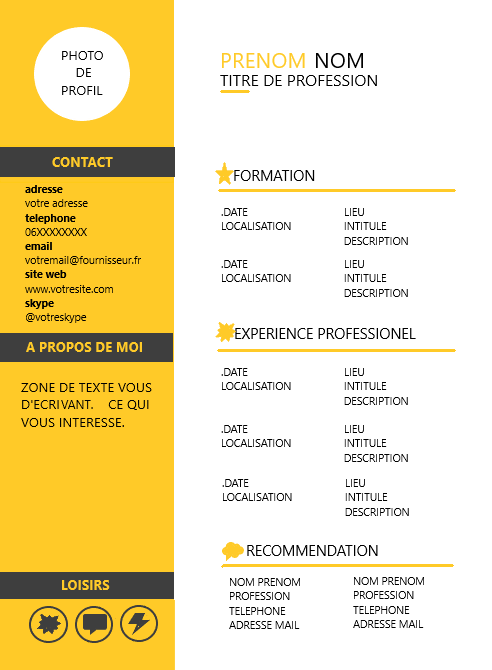 PHOTO
DE
PROFIL
CONTACT
adresse
votre adresse
telephone
06XXXXXXXX
email
votremail@fournisseur.fr
site web
www.votresite.com
skype
@votreskype
A PROPOS DE MOI
ZONE DE TEXTE VOUS
D'ECRIVANT. CE QUI
VOUS INTERESSE.
LOISIRS
PRENOM NOM
TITRE DE PROFESSION
FORMATION
.DATE LIEU
LOCALISATION INTITULE
DESCRIPTION
.DATE LIEU
LOCALISATION INTITULE
DESCRIPTION
EXPERIENCE PROFESSIONEL
.DATE LIEU
LOCALISATION INTITULE
DESCRIPTION
.DATE LIEU
LOCALISATION INTITULE
DESCRIPTION
.DATE LIEU
LOCALISATION INTITULE
DESCRIPTION
RECOMMENDATION
NOM PRENOM NOM PRENOM
PROFESSION PROFESSION
TELEPHONE TELEPHONE
ADRESSE MAIL ADRESSE MAIL